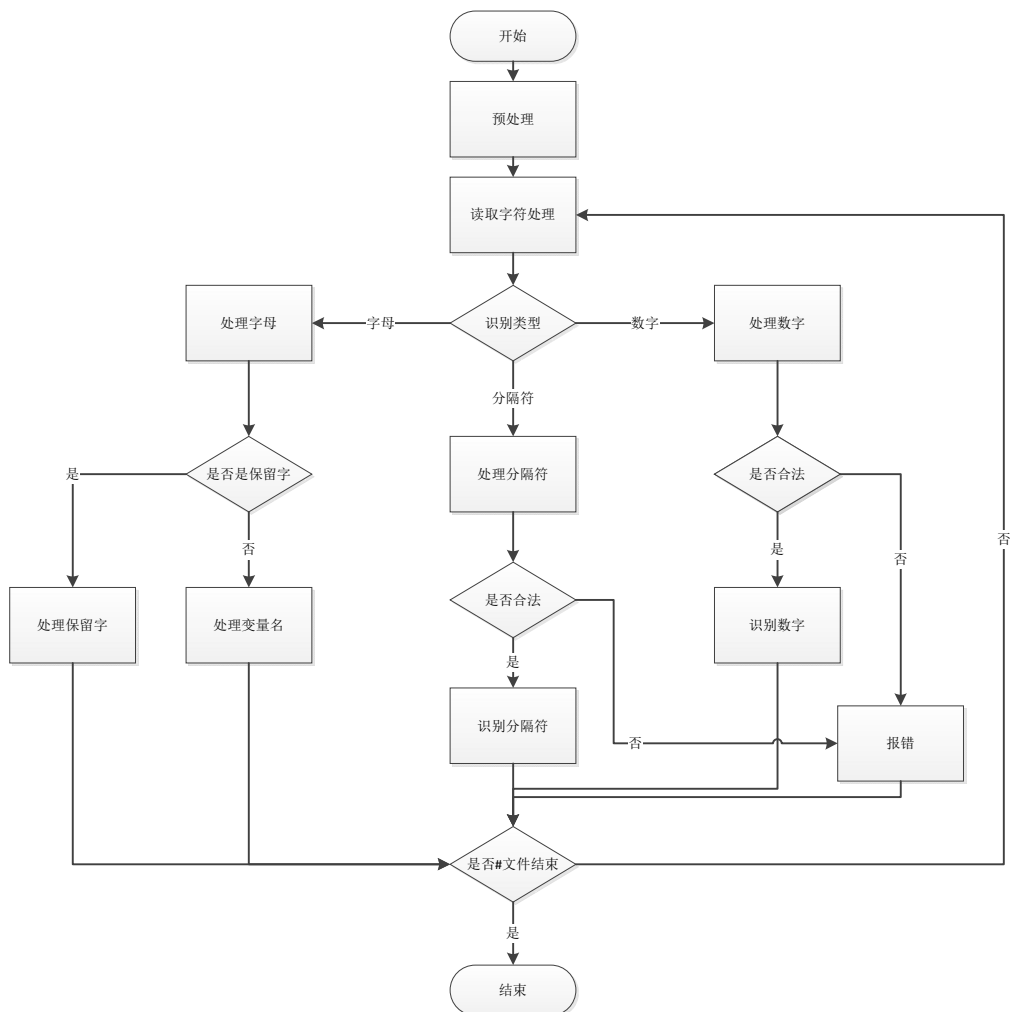 开始
预处理
读取字符处理
处理字母
字母
识别类型
数字
处理数字
分隔符
是
是否是保留字
处理分隔符
是否合法
否
否
是
否
处理保留字
处理变量名
是否合法
识别数字
是
识别分隔符
否
报错
是否#文件结束
是
结束